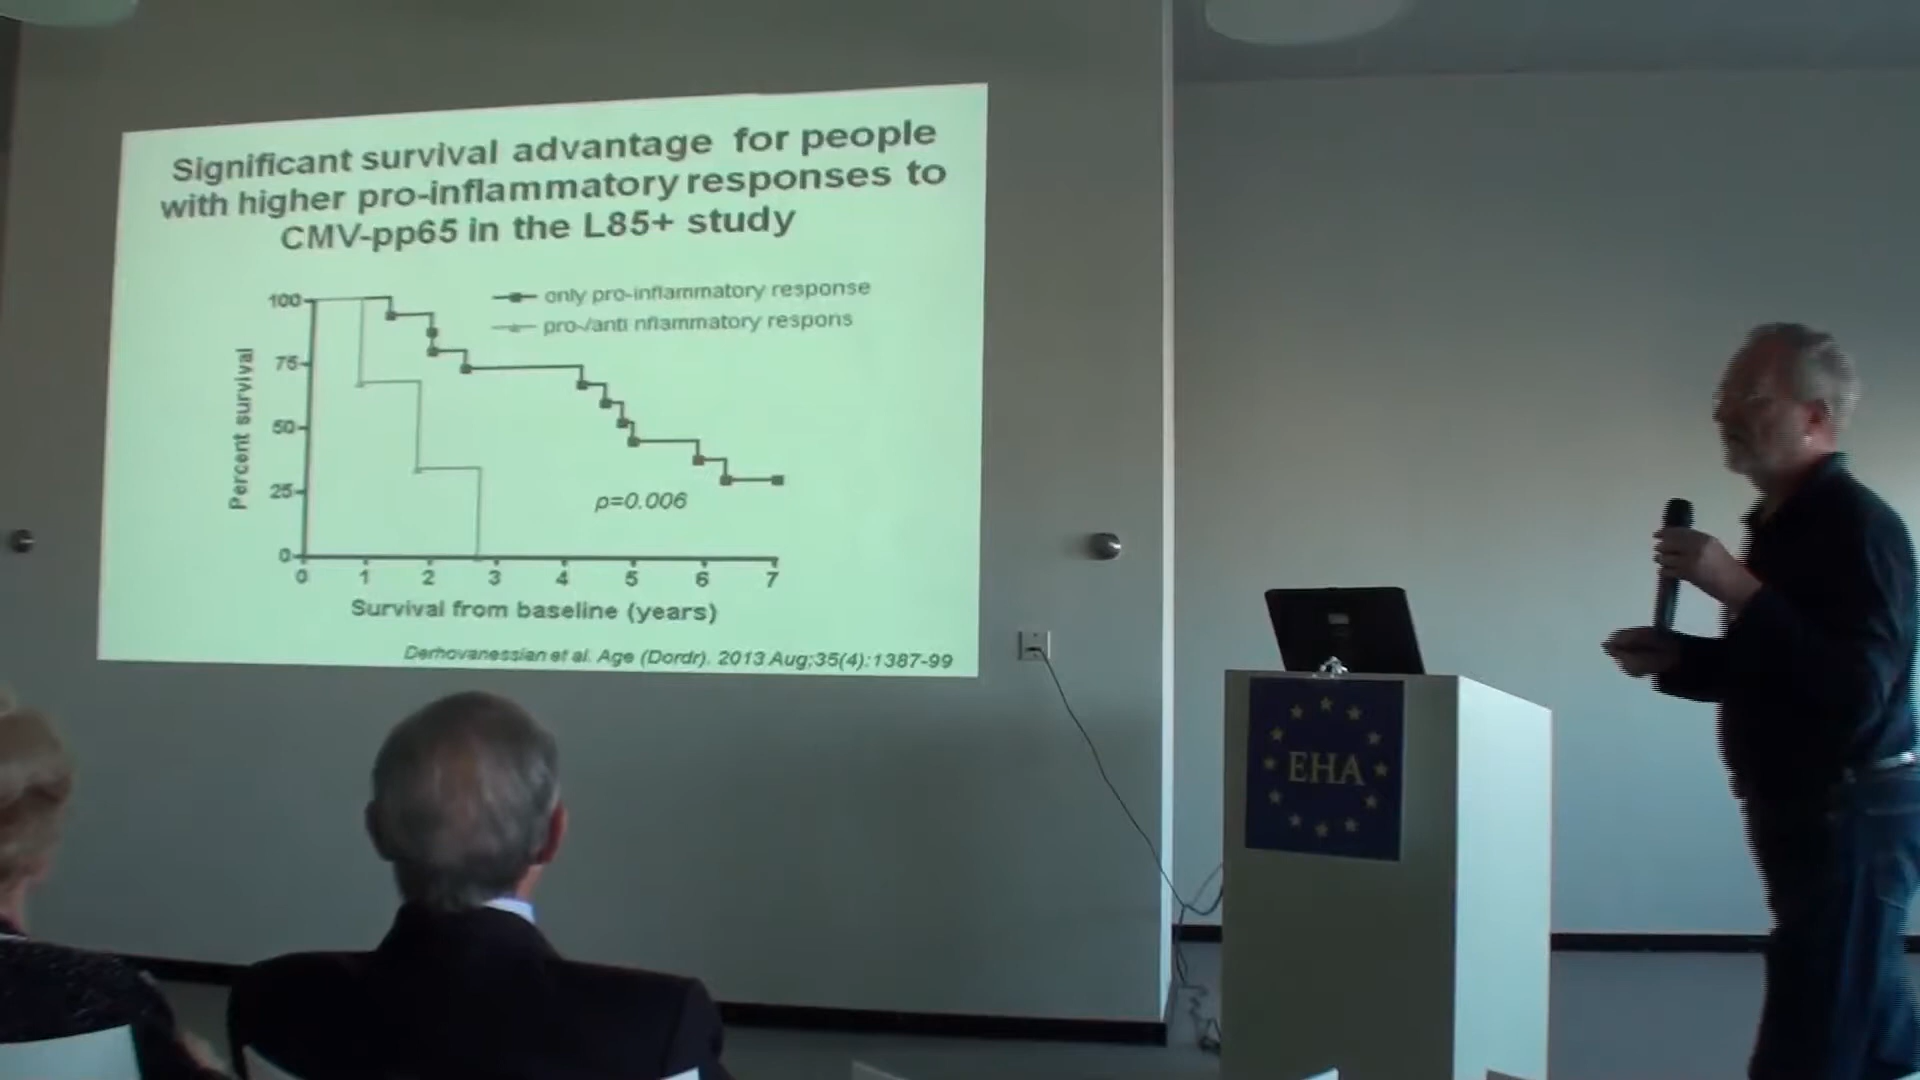 Significant survival advantage for people
with higher pro-inflammatory responses to
CMV-pp65 in the L85+ study
only pro-inflammatory response
pro-/anti nflammatory respons
100
75
50
25
0
Percent survival
p=0.006
0 1 2 3 4 5 6 7
Survival from baseline (years)
Derhovanessian et al. Age (Dordr). 2013 Aug;35(4):1387-99
EHA